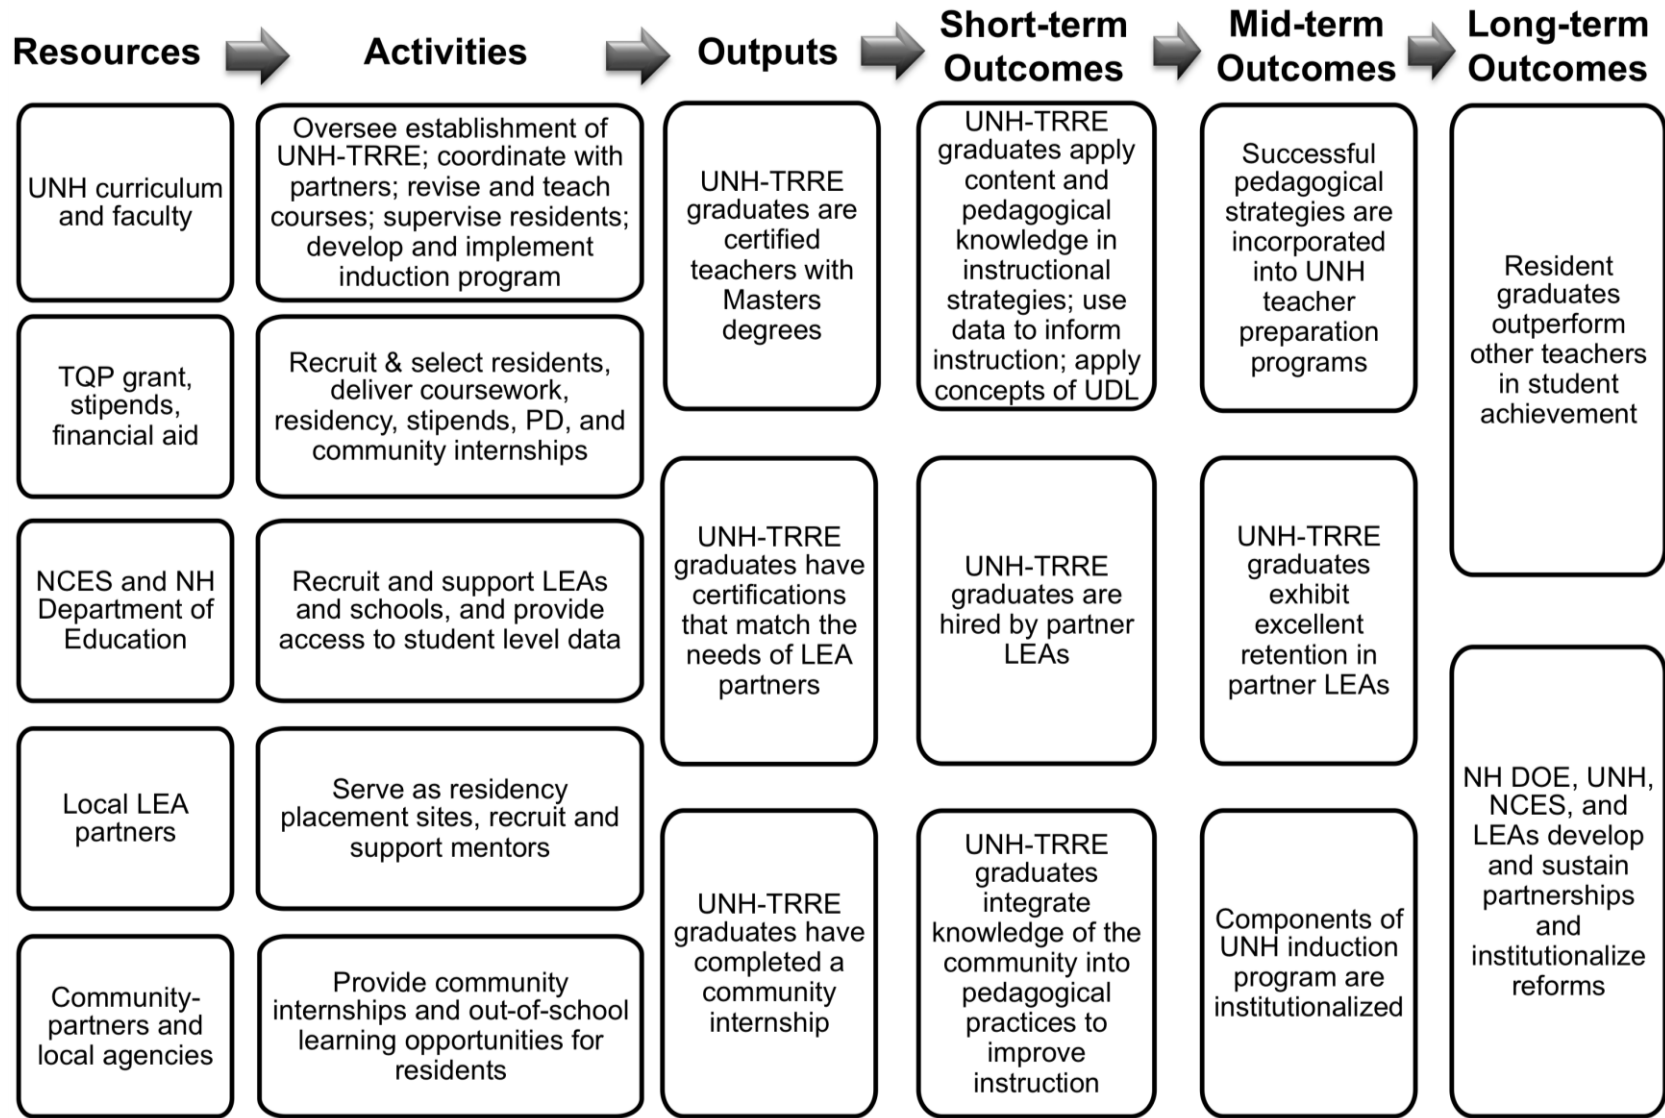 Resources
Activities
Outputs
Short-term
Outcomes
Mid-term
Outcomes
Long-term
Outcomes
UNH curriculum
and faculty
TQP grant,
stipends,
financial aid
NCES and NH
Department of
Education
Local LEA
partners
Community-
partners and
local agencies
Oversee establishment of
UNH-TRRE; coordinate with
partners; revise and teach
courses; supervise residents;
develop and implement
induction program
Recruit & select residents,
deliver coursework,
residency, stipends, PD, and
community internships
Recruit and support LEAs
and schools, and provide
access to student level data
Serve as residency
placement sites, recruit and
support mentors
Provide community
internships and out-of-school
learning opportunities for
residents
UNH-TRRE
graduates are
certified
teachers with
Masters
degrees
UNH-TRRE
graduates have
certifications
that match the
needs of LEA
partners
UNH-TRRE
graduates have
completed a
community
internship
UNH-TRRE
graduates apply
content and
pedagogical
knowledge in
instructional
strategies; use
data to inform
instruction; apply
concepts of UDL
UNH-TRRE
graduates are
hired by partner
LEAs
UNH-TRRE
graduates
integrate
knowledge of the
community into
pedagogical
practices to
improve
instruction
Successful
pedagogical
strategies are
incorporated
into UNH
teacher
preparation
programs
UNH-TRRE
graduates
exhibit
excellent
retention in
partner LEAs
Components of
UNH induction
program are
institutionalized
Resident
graduates
outperform
other teachers
in student
achievement
NH DOE, UNH,
NCES, and
LEAs develop
and sustain
partnerships
and
institutionalize
reforms